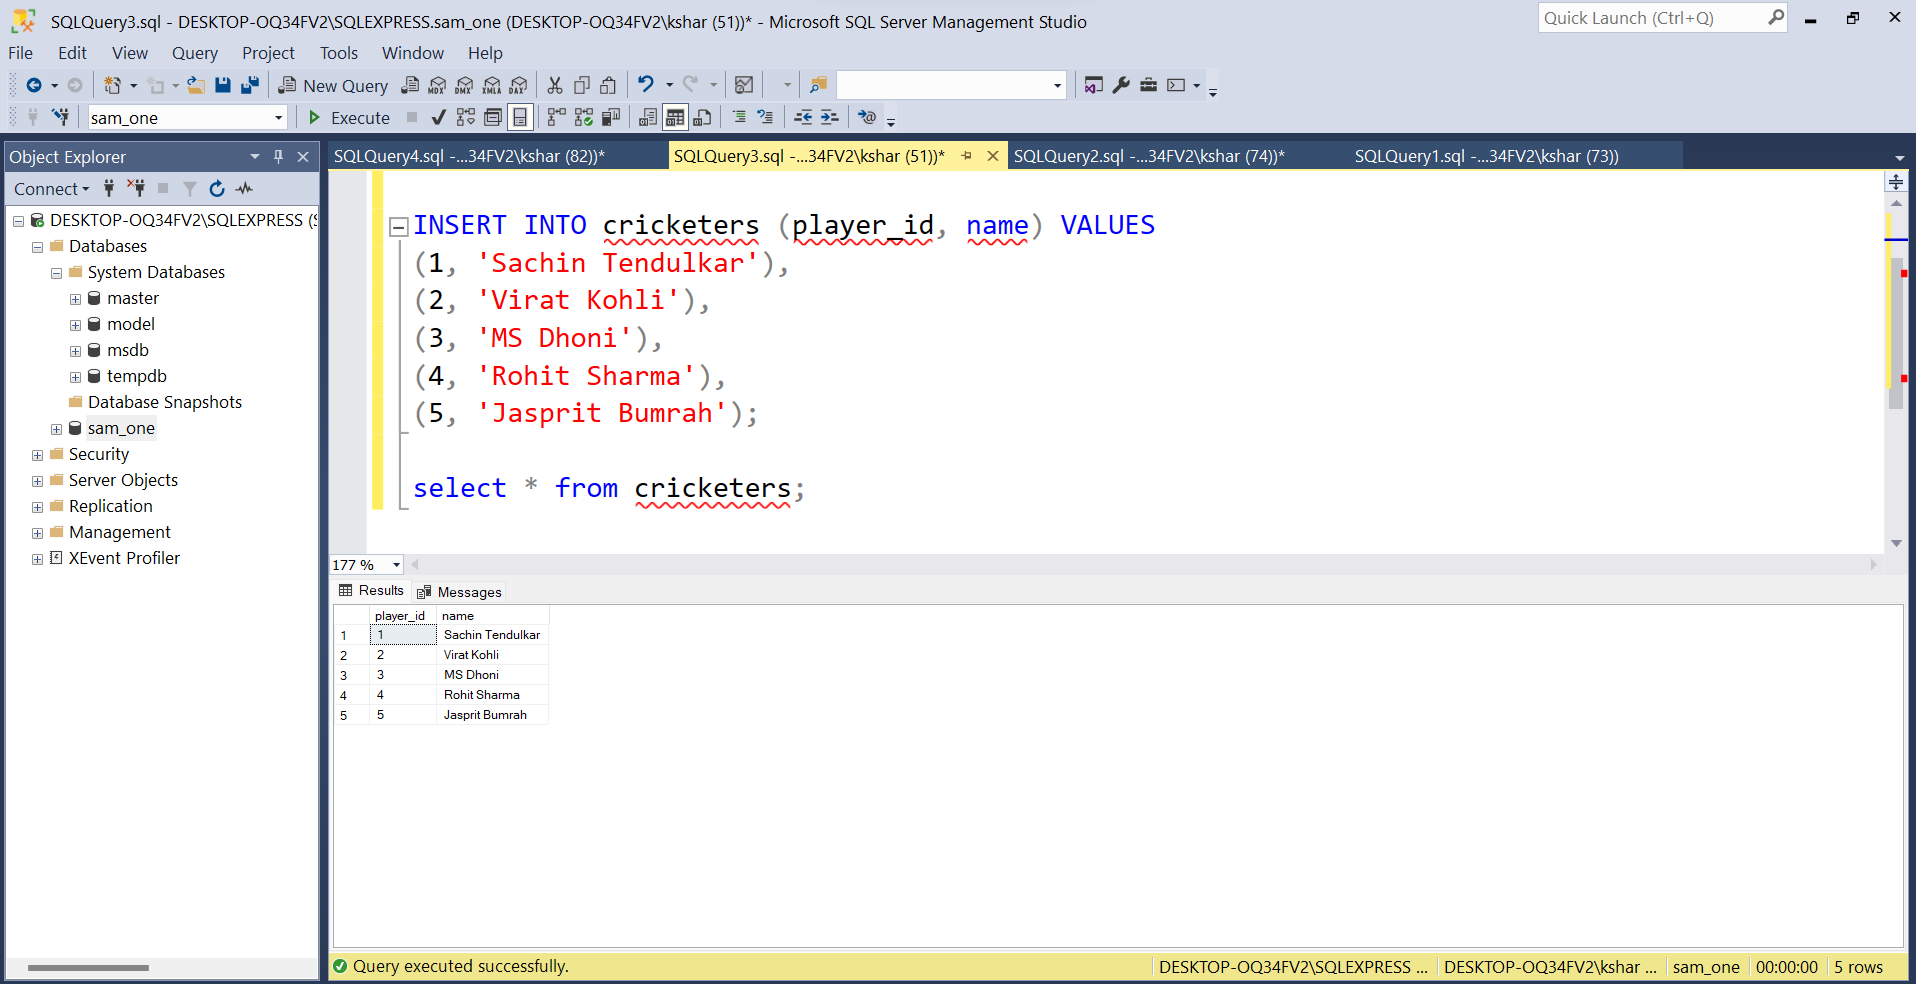 SQLQuery3.sql - DESKTOP-OQ34FV2\SQLEXPRESS.sam_one (DESKTOP-OQ34FV2\kshar (51))* - Microsoft SQL Server Management Studio
Quick Launch (Ctrl+Q)
File Edit View Query Project Tools Window Help
New Query MDX DMX XMLA DAX
sam_one Execute
Object Explorer
Connect
DESKTOP-OQ34FV2\SQLEXPRESS (S
Databases
System Databases
master
model
msdb
tempdb
Database Snapshots
sam_one
Security
Server Objects
Replication
Management
XEvent Profiler
SQLQuery4.sql -...34FV2\kshar (82))* SQLQuery3.sql -...34FV2\kshar (51))* SQLQuery2.sql -...34FV2\kshar (74))* SQLQuery1.sql -...34FV2\kshar (73))
INSERT INTO cricketers (player_id, name) VALUES
(1, 'Sachin Tendulkar'),
(2, 'Virat Kohli'),
(3, 'MS Dhoni'),
(4, 'Rohit Sharma'),
(5, 'Jasprit Bumrah');
select * from cricketers;
177 %
Results Messages
player_id name
1 1 Sachin Tendulkar
2 2 Virat Kohli
3 3 MS Dhoni
4 4 Rohit Sharma
5 5 Jasprit Bumrah
Query executed successfully. DESKTOP-OQ34FV2\SQLEXPRESS ... DESKTOP-OQ34FV2\kshar ... sam_one 00:00:00 5 rows